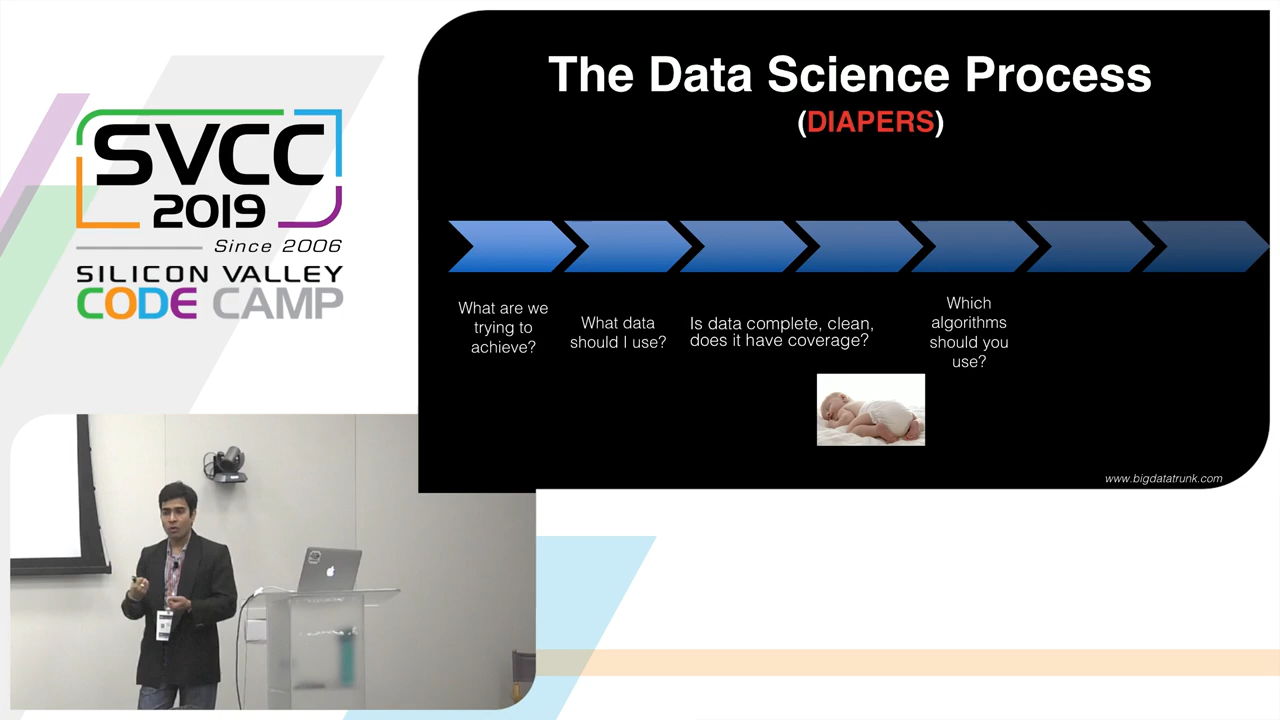 SVCC
2019
Since 2006
SILICON VALLEY
CODE CAMP
The Data Science Process
(DIAPERS)
What are we
trying to
achieve?
What data
should I use?
Is data complete, clean,
does it have coverage?
Which
algorithms
should you
use?
www.bigdatatrunk.com